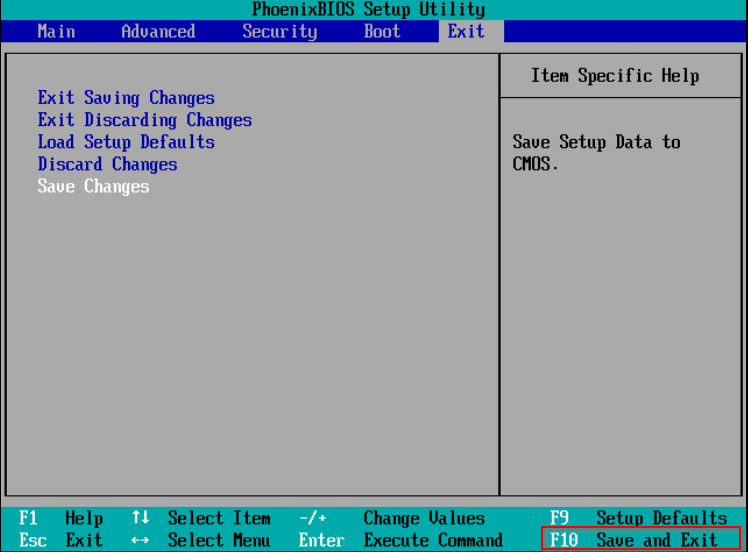 PhoenixBIOS Setup Utility
Main Advanced Security Boot Exit
Item Specific Help
Exit Saving Changes
Exit Discarding Changes
Load Setup Defaults
Discard Changes
Save Changes
Save Setup Data to
CMOS.
F1 Help ↑↓ Select Item -/+ Change Values F9 Setup Defaults
Esc Exit ↔ Select Menu Enter Execute Command F10 Save and Exit